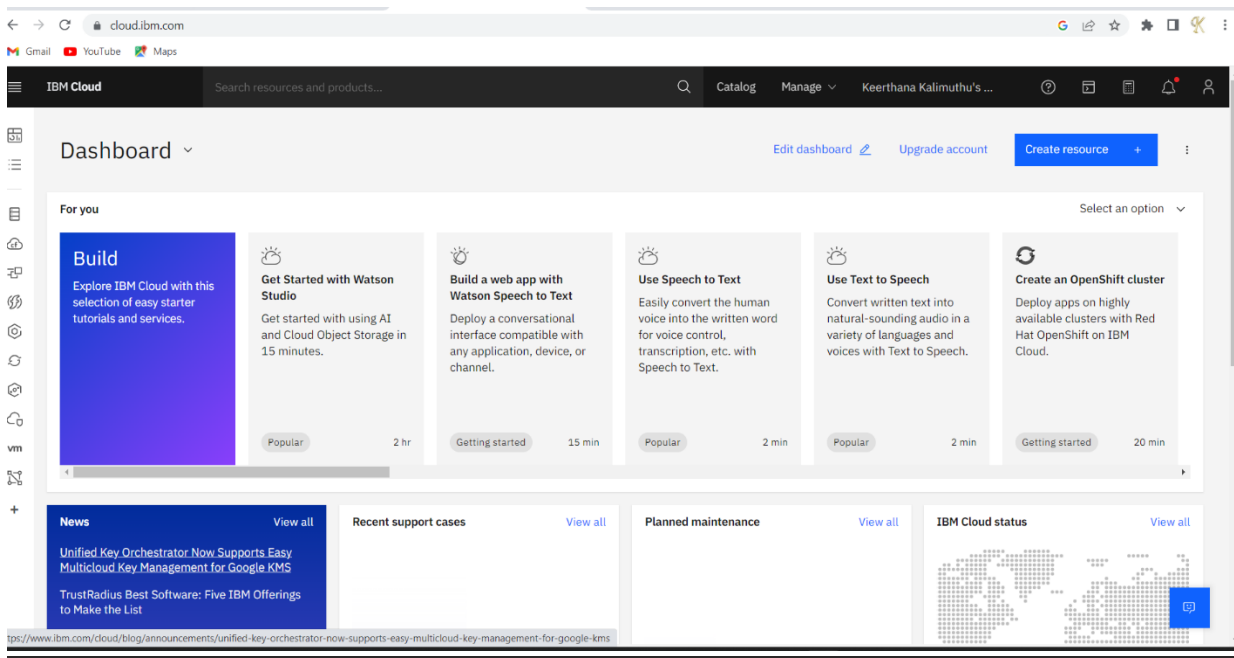 cloud.ibm.com
Gmail YouTube Maps
IBM Cloud Search resources and products... Catalog Manage Keerthana Kalimuthu's ...
Dashboard Edit dashboard Upgrade account Create resource +
For you Select an option
Build
Explore IBM Cloud with this
selection of easy starter
tutorials and services.
Get Started with Watson
Studio
Get started with using AI
and Cloud Object Storage in
15 minutes.
Popular 2 hr
Build a web app with
Watson Speech to Text
Deploy a conversational
interface compatible with
any application, device, or
channel.
Getting started 15 min
Use Speech to Text
Easily convert the human
voice into the written word
for voice control,
transcription, etc. with
Speech to Text.
Popular 2 min
Use Text to Speech
Convert written text into
natural-sounding audio in a
variety of languages and
voices with Text to Speech.
Popular 2 min
Create an OpenShift cluster
Deploy apps on highly
available clusters with Red
Hat OpenShift on IBM
Cloud.
Getting started 20 min
vm
News View all
Unified Key Orchestrator Now Supports Easy
Multicloud Key Management for Google KMS
TrustRadius Best Software: Five IBM Offerings
to Make the List
Recent support cases View all
Planned maintenance View all
IBM Cloud status View all
tps://www.ibm.com/cloud/blog/announcements/unified-key-orchestrator-now-supports-easy-multicloud-key-management-for-google-kms